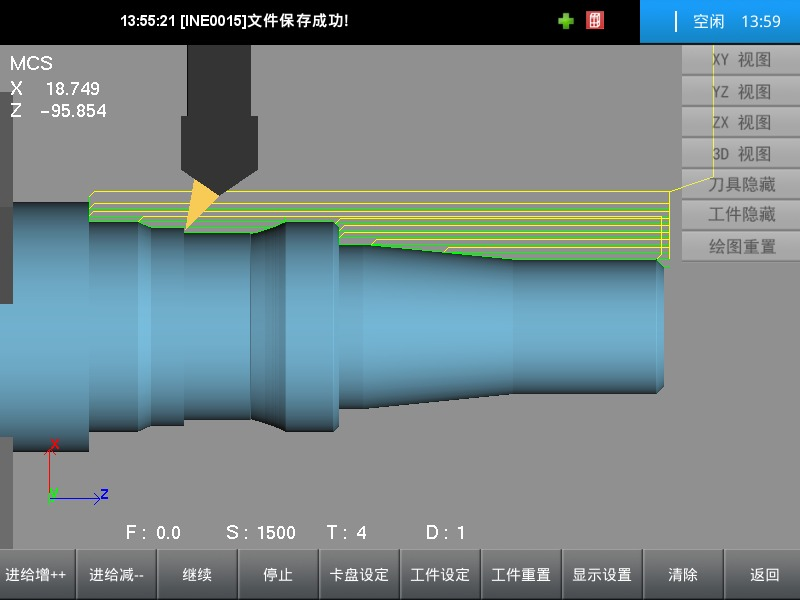 13:55:21 [INE0015]文件保存成功!
空闲 13:59
MCS
X 18.749
Z -95.854
XY 视图
YZ 视图
ZX 视图
3D 视图
刀具隐藏
工件隐藏
绘图重置
X
Z
F: 0.0 S: 1500 T: 4 D: 1
进给增++ 进给减-- 继续 停止 卡盘设定 工件设定 工件重置 显示设置 清除 返回